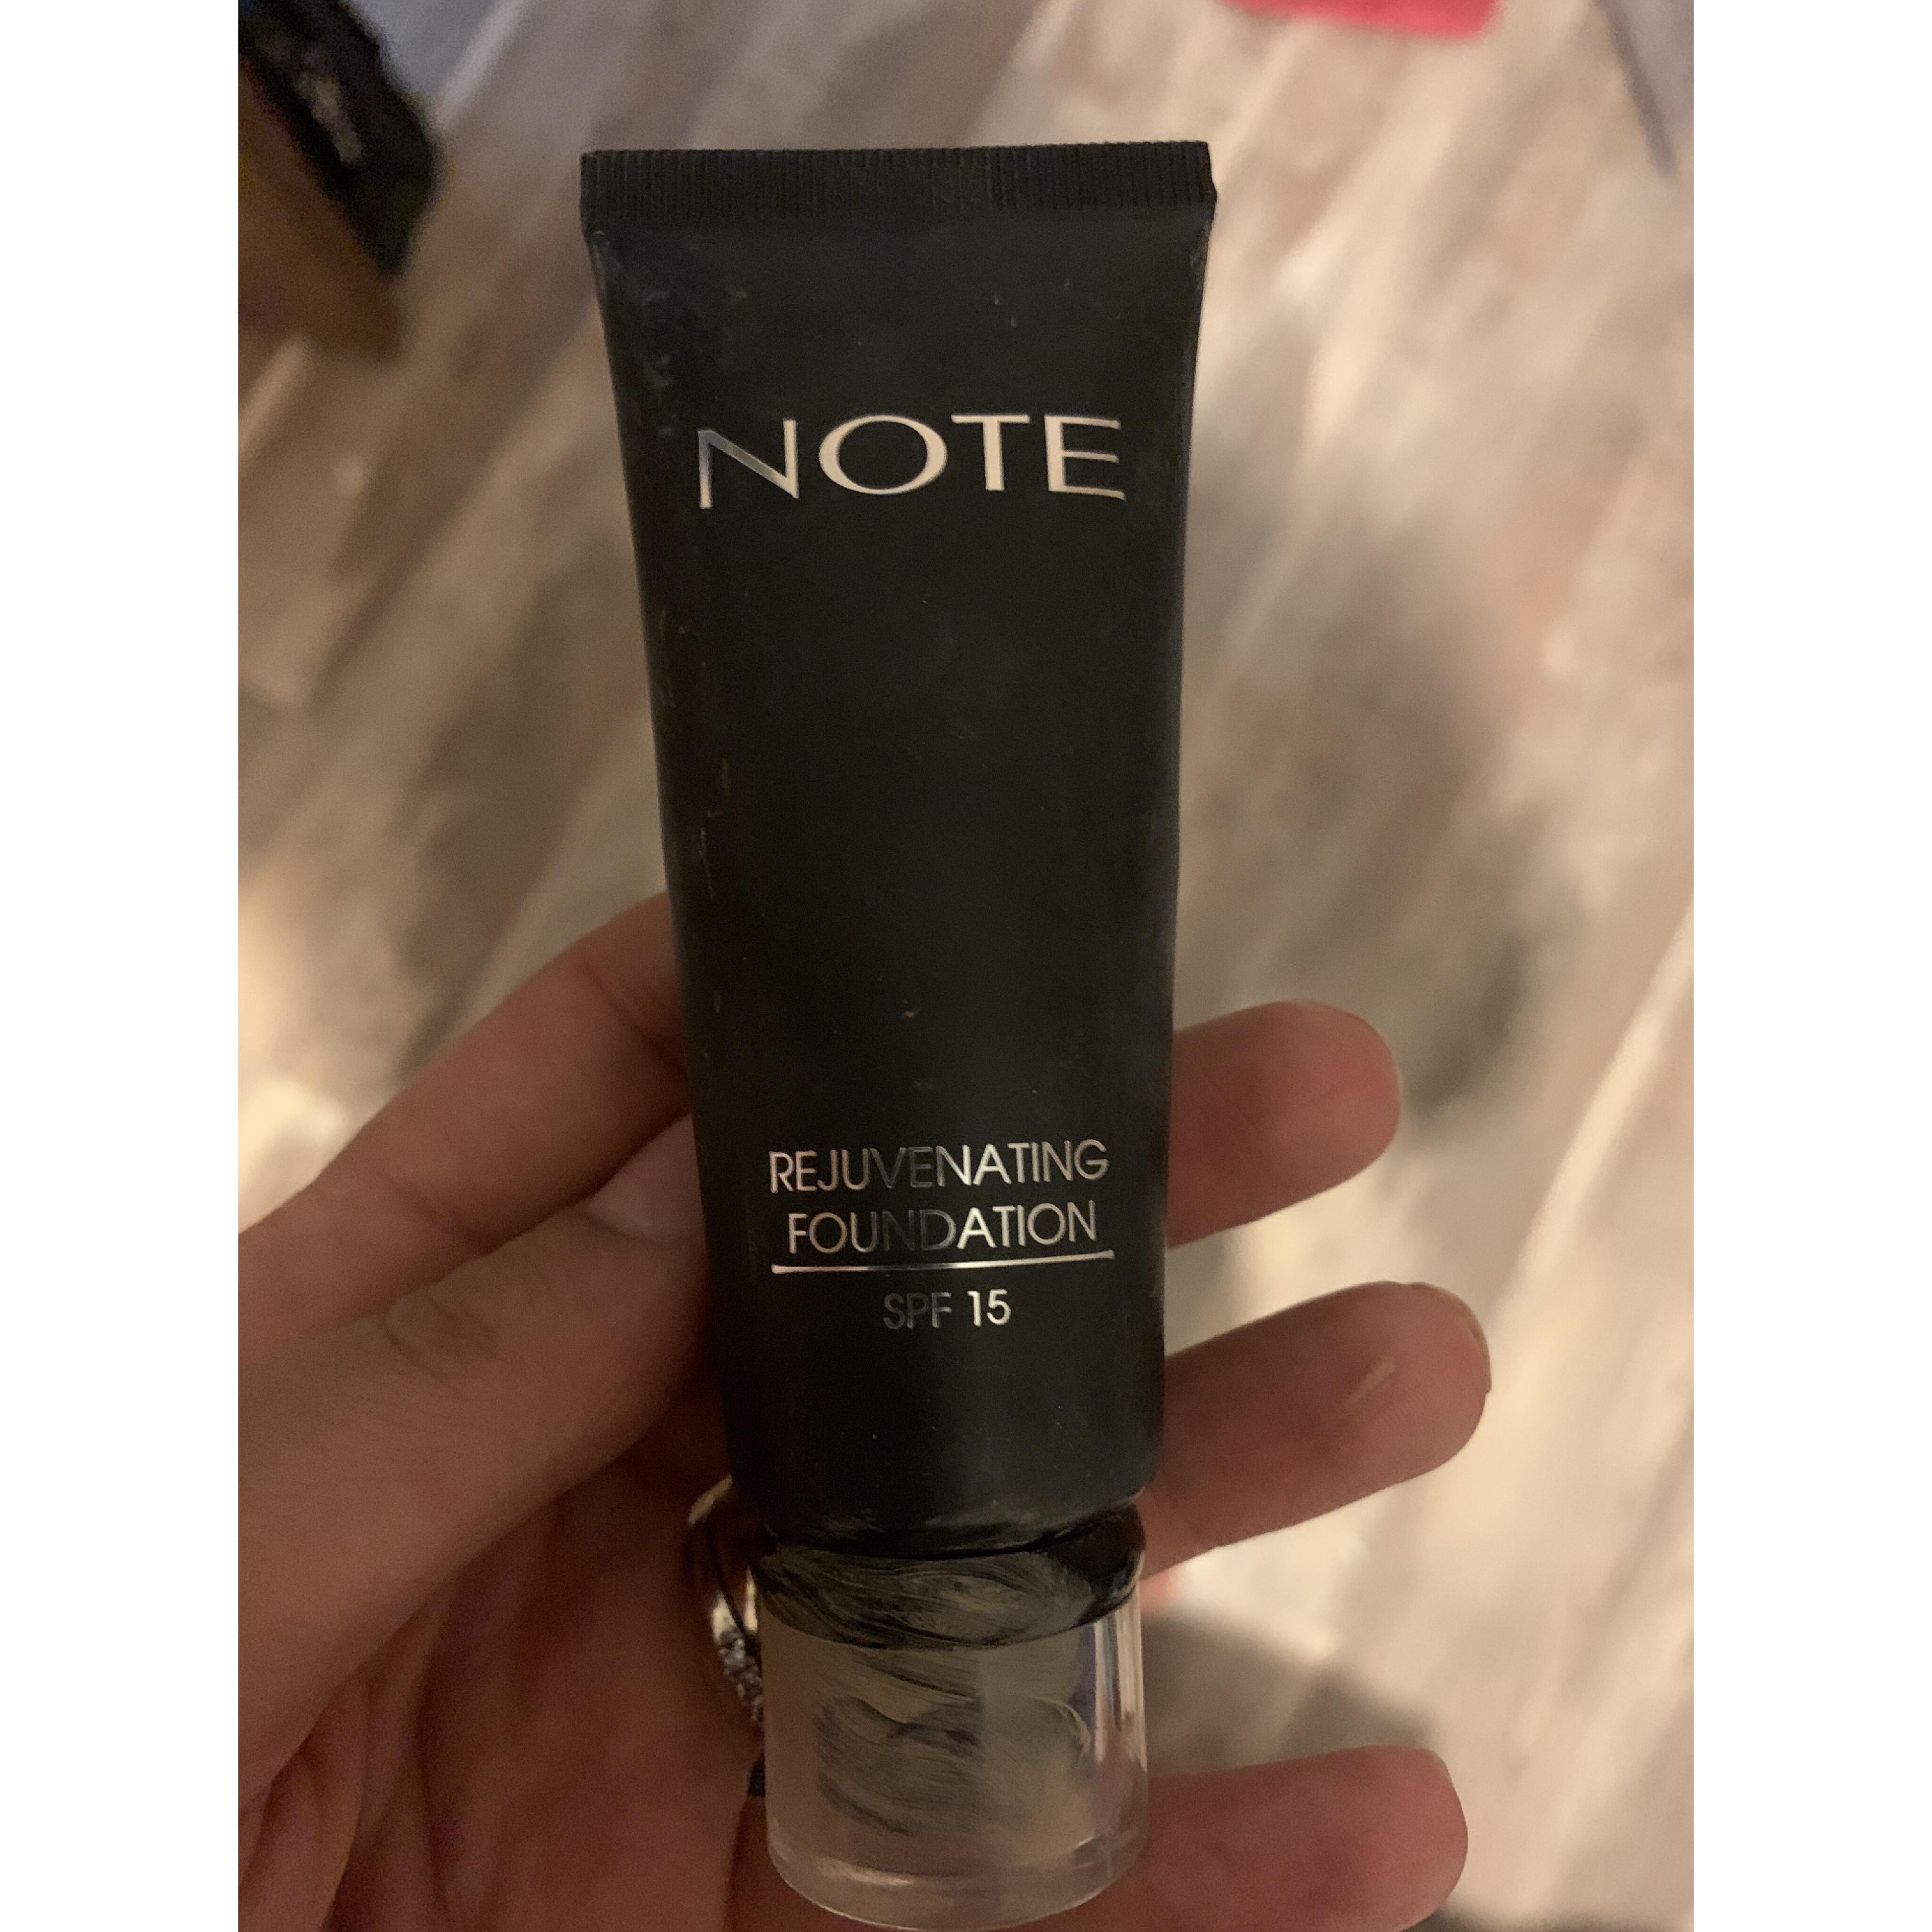 NOTE
REJUVENATING
FOUNDATION
SPF 15